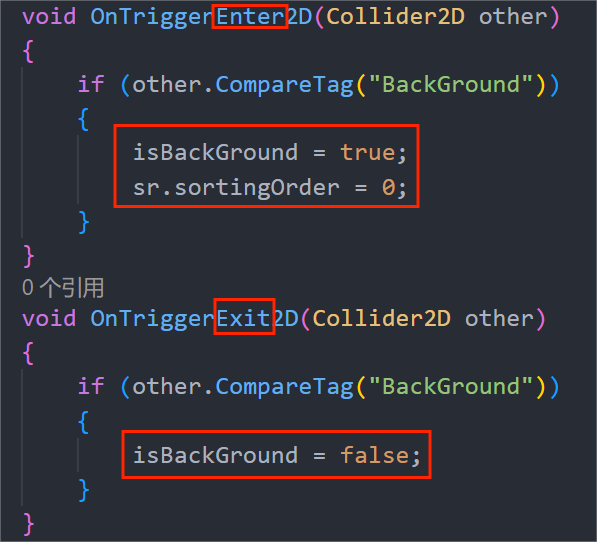 void OnTriggerEnter2D(Collider2D other)
{
if (other.CompareTag("BackGround"))
{
isBackGround = true;
sr.sortingOrder = 0;
}
}
0 个引用
void OnTriggerExit2D(Collider2D other)
{
if (other.CompareTag("BackGround"))
{
isBackGround = false;
}
}